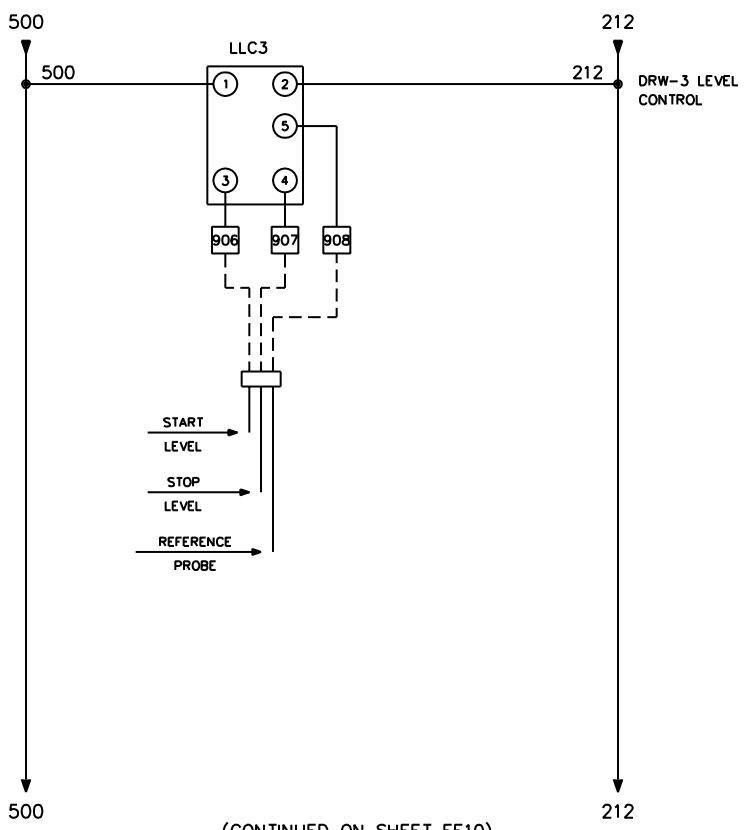 500
212
LLC3
500
212
DRW-3 LEVEL
CONTROL
1
2
5
3
4
906
907
908
START
LEVEL
STOP
LEVEL
REFERENCE
PROBE
500
212
(CONTINUED ON SHEET EE10)